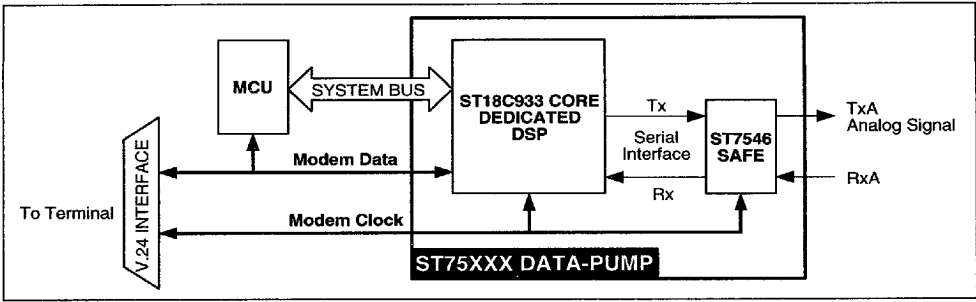 MCU
SYSTEM BUS
ST18C933 CORE
DEDICATED
DSP
Tx
Serial
Interface
Rx
ST7546
SAFE
TxA
Analog Signal
RxA
Modem Data
To Terminal
V.24 INTERFACE
Modem Clock
ST75XXX DATA-PUMP